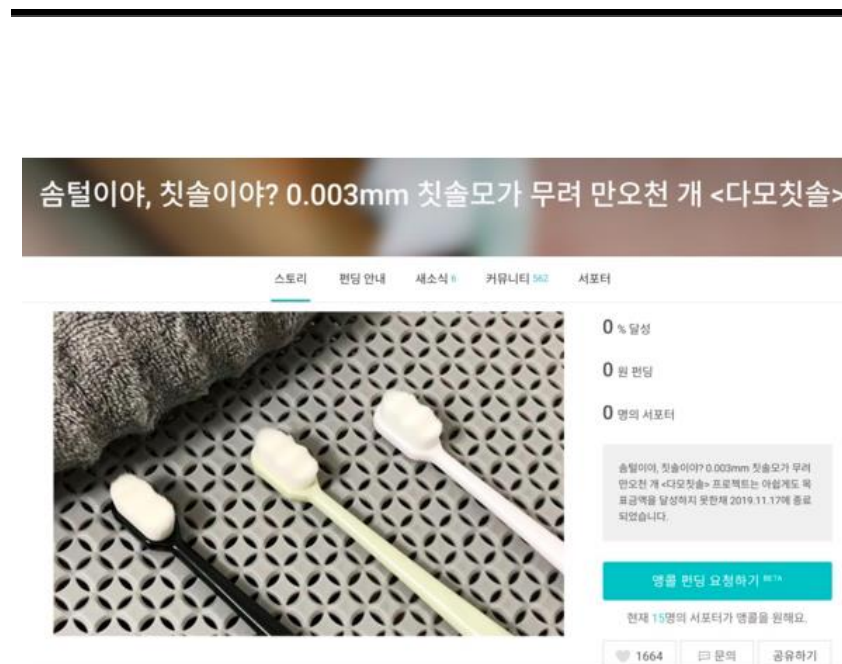 솜털이야, 칫솔이야? 0.003mm 칫솔모가 무려 만오천 개 <다모칫솔>
스토리 펀딩 안내 새소식 6 커뮤니티 562 서포터
0 % 달성
0 원 펀딩
0 명의 서포터
솜털이야, 칫솔이야? 0.003mm 칫솔모가 무려
만오천 개 <다모칫솔> 프로젝트는 아쉽게도 목
표금액을 달성하지 못한채 2019.11.17에 종료
되었습니다.
앵콜 펀딩 요청하기 BETA
현재 15명의 서포터가 앵콜을 원해요.
1664 문의 공유하기